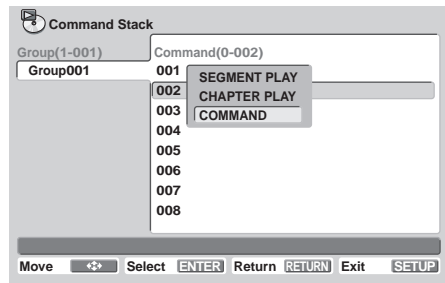 Command Stack
Group(1-001)
Command(0-002)
Group001
001
002
003
004
005
006
007
008
SEGMENT PLAY
CHAPTER PLAY
COMMAND
Move Select ENTER Return RETURN Exit SETUP